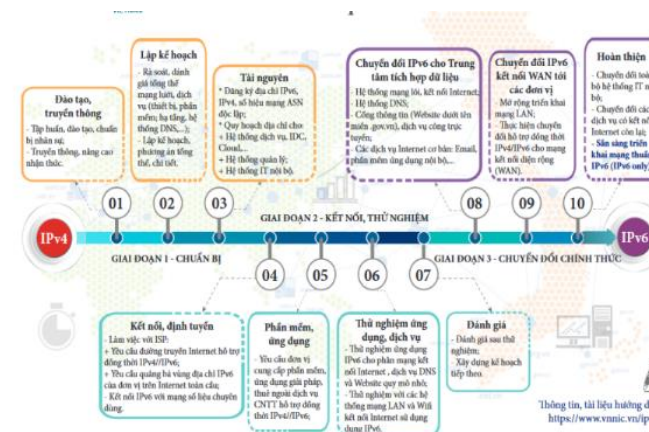 Đào tạo,
truyền thông
- Tập huấn, đào tạo, chuẩn
bị nhân sự;
- Truyền thông, nâng cao
nhận thức.
Lập kế hoạch
- Rà soát, đánh
giá tổng thể
mạng lưới, dịch
vụ (thiết bị, phần
mềm; hạ tầng, hệ
thống DNS,...);
- Lập kế hoạch,
phương án tổng
thể, chi tiết.
Tài nguyên
* Đăng ký địa chỉ IPv6,
IPv4, số hiệu mạng ASN
độc lập;
* Quy hoạch địa chỉ cho:
+ Hệ thống dịch vụ, IDC,
Cloud,...
+ Hệ thống quản lý;
+ Hệ thống IT nội bộ.
Chuyển đổi IPv6 cho Trung
tâm tích hợp dữ liệu
- Hệ thống mạng lõi, kết nối Internet;
- Hệ thống DNS;
- Cổng thông tin (Website dưới tên
miền .gov.vn), dịch vụ công trực
tuyến;
- Các dịch vụ Internet cơ bản: Email,
phần mềm ứng dụng nội bộ,..
Chuyển đổi IPv6
kết nối WAN tới
các đơn vị
- Mở rộng triển khai
mạng LAN;
- Thực hiện chuyển
đổi hỗ trợ đồng thời
IPv4/IPv6 cho mạng
kết nối diện rộng
(WAN).
Hoàn thiện
- Chuyển đổi toàn
bộ hệ thống IT nội
bộ;
- Chuyển đổi các
dịch vụ có kết nối
Internet còn lại;
- Sẵn sàng triển
khai mạng thuần
IPv6 (IPv6 only)
01
02
03
08
09
10
GIAI ĐOẠN 2 - KẾT NỐI, THỬ NGHIỆM
IPv4
IPv6
GIAI ĐOẠN 1 - CHUẨN BỊ
GIAI ĐOẠN 3 - CHUYỂN ĐỔI CHÍNH THỨC
04
05
06
07
Kết nối, định tuyến
- Làm việc với ISP:
+ Yêu cầu đường truyền Internet hỗ trợ
đồng thời IPv4//IPv6;
+ Yêu cầu quảng bá vùng địa chỉ IPv6
của đơn vị trên Internet toàn cầu;
- Kết nối IPv6 với mạng số liệu chuyên
dùng.
Phần mềm,
ứng dụng
- Yêu cầu đơn vị
cung cấp phần mềm,
ứng dụng giải pháp,
thuê ngoài dịch vụ
CNTT hỗ trợ đồng
thời IPv4//IPv6;
Thử nghiệm ứng
dụng, dịch vụ
- Thử nghiệm ứng dụng
IPv6 cho phân mạng kết
nối Internet , dịch vụ DNS
và Website quy mô nhỏ;
- Thử nghiệm với các hệ
thống mạng LAN và Wifi
kết nối Internet sử dụng
dụng IPv6.
Đánh giá
- Đánh giá sau thử
nghiệm;
- Xây dựng kế hoạch
tiếp theo.
Thông tin, tài liệu hướng d
https://www.vnnic.vn/ip